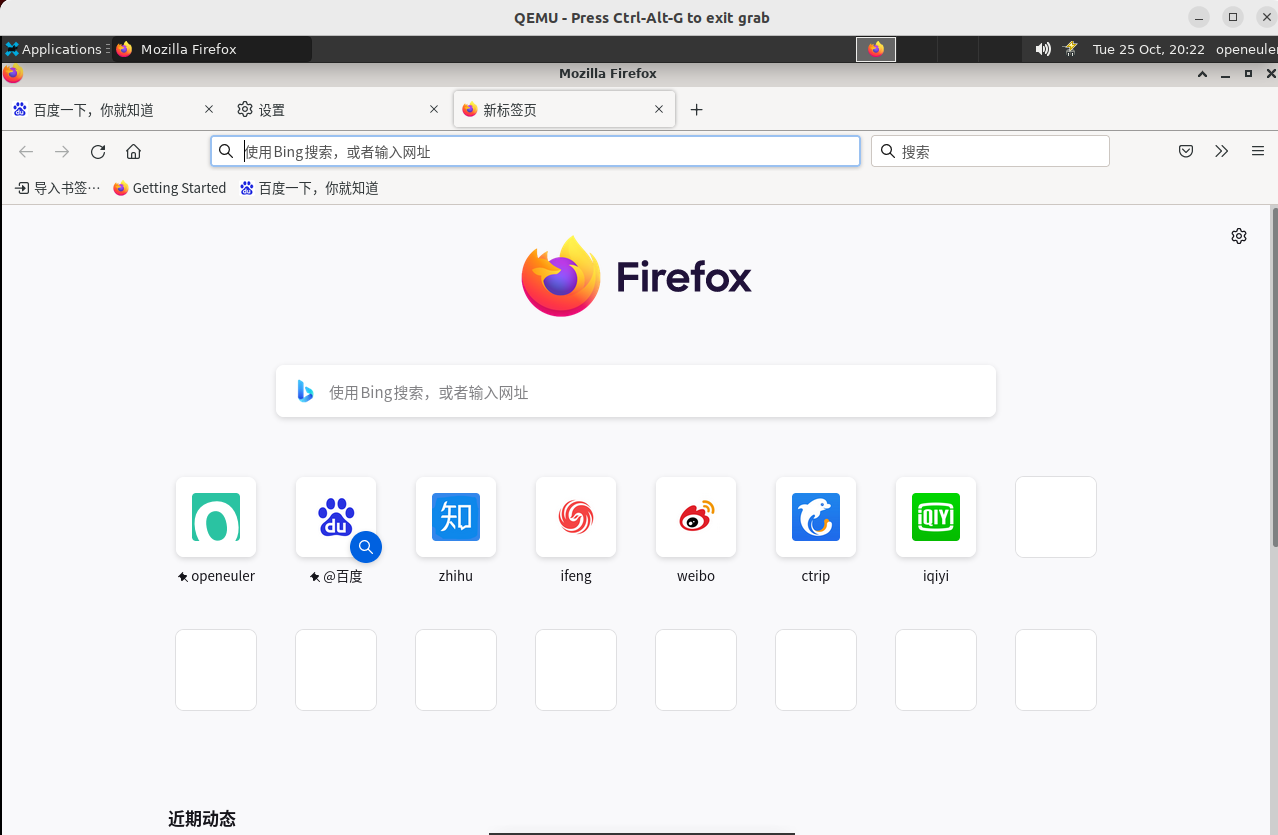 QEMU - Press Ctrl-Alt-G to exit grab
Applications Mozilla Firefox Tue 25 Oct, 20:22 openeuler
Mozilla Firefox
百度一下，你就知道 设置 新标签页
使用Bing搜索，或者输入网址 搜索
导入书签… Getting Started 百度一下，你就知道
Firefox
使用Bing搜索，或者输入网址
du 知 iQIYI
openeuler @百度 zhihu ifeng weibo ctrip iqiyi
近期动态